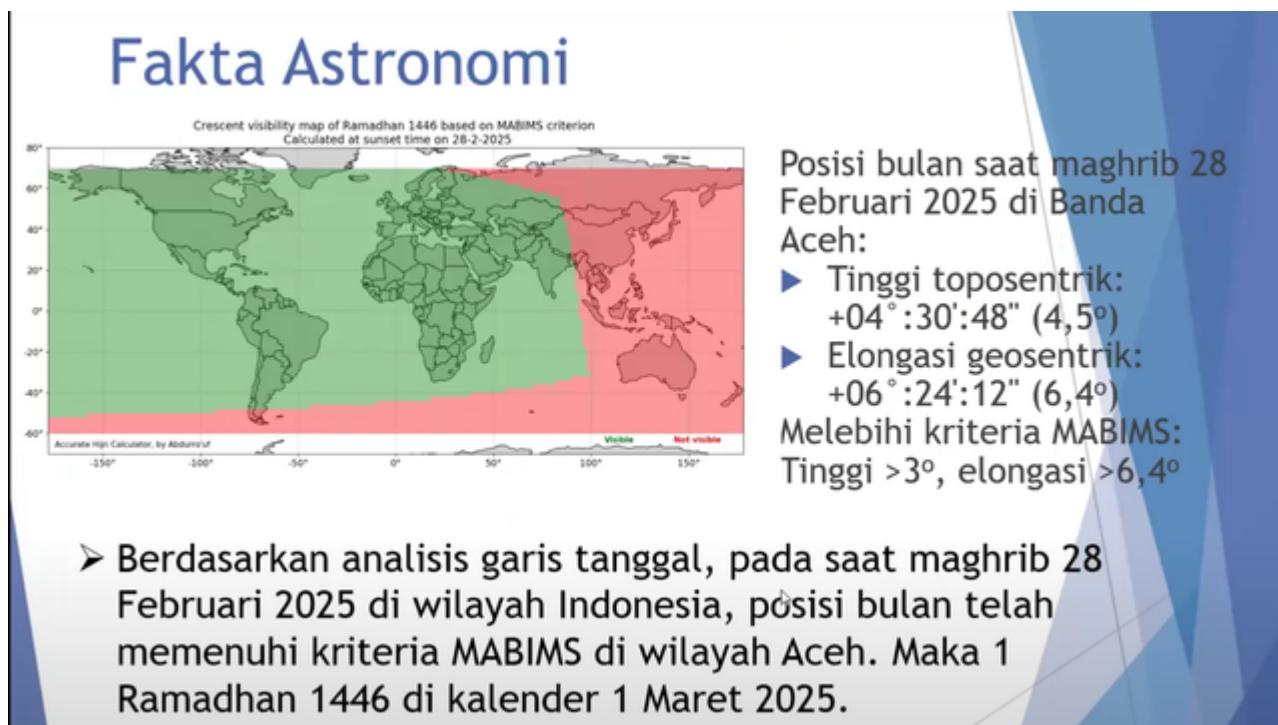 Fakta Astronomi
Crescent visibility map of Ramadhan 1446 based on MABIMS criterion
Calculated at sunset time on 28-2-2025
80°
60°
40°
20°
0°
-20°
-40°
-60°
-150°
-100°
-50°
0°
50°
100°
150°
Accurate Hijri Calculator, by Abdurro'uf
Visible
Not visible
Posisi bulan saat maghrib 28
Februari 2025 di Banda
Aceh:
Tinggi toposentrik:
+04°:30':48" (4,5º)
Elongasi geosentrik:
+06°:24':12" (6,4º)
Melebihi kriteria MABIMS:
Tinggi >3º, elongasi >6,4º
Berdasarkan analisis garis tanggal, pada saat maghrib 28
Februari 2025 di wilayah Indonesia, posisi bulan telah
memenuhi kriteria MABIMS di wilayah Aceh. Maka 1
Ramadhan 1446 di kalender 1 Maret 2025.